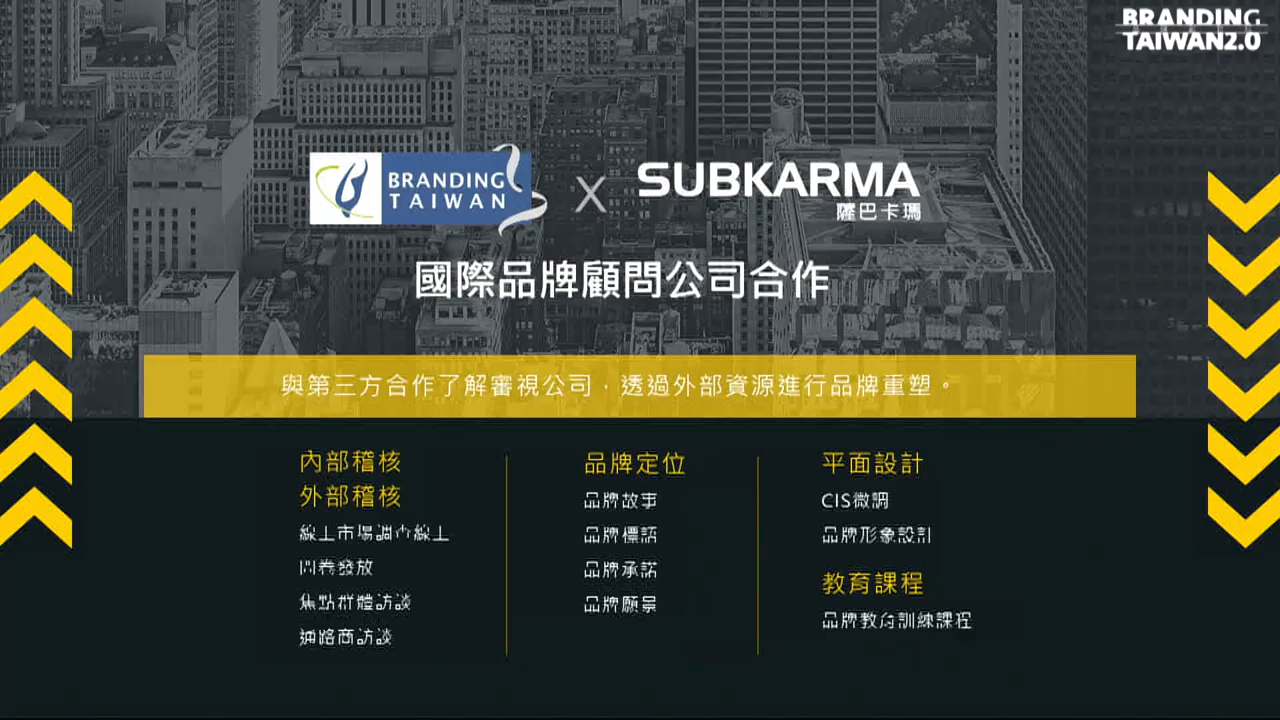 BRANDING
TAIWAN2.0
BRANDING
TAIWAN
X
SUBKARMA
薩巴卡瑪
國際品牌顧問公司合作
與第三方合作了解審視公司，透過外部資源進行品牌重塑。
內部稽核
外部稽核
線上市場調查線上
問卷發放
焦點群體訪談
通路商訪談
品牌定位
品牌故事
品牌標語
品牌承諾
品牌願景
平面設計
CIS微調
品牌形象設計
教育課程
品牌教育訓練課程